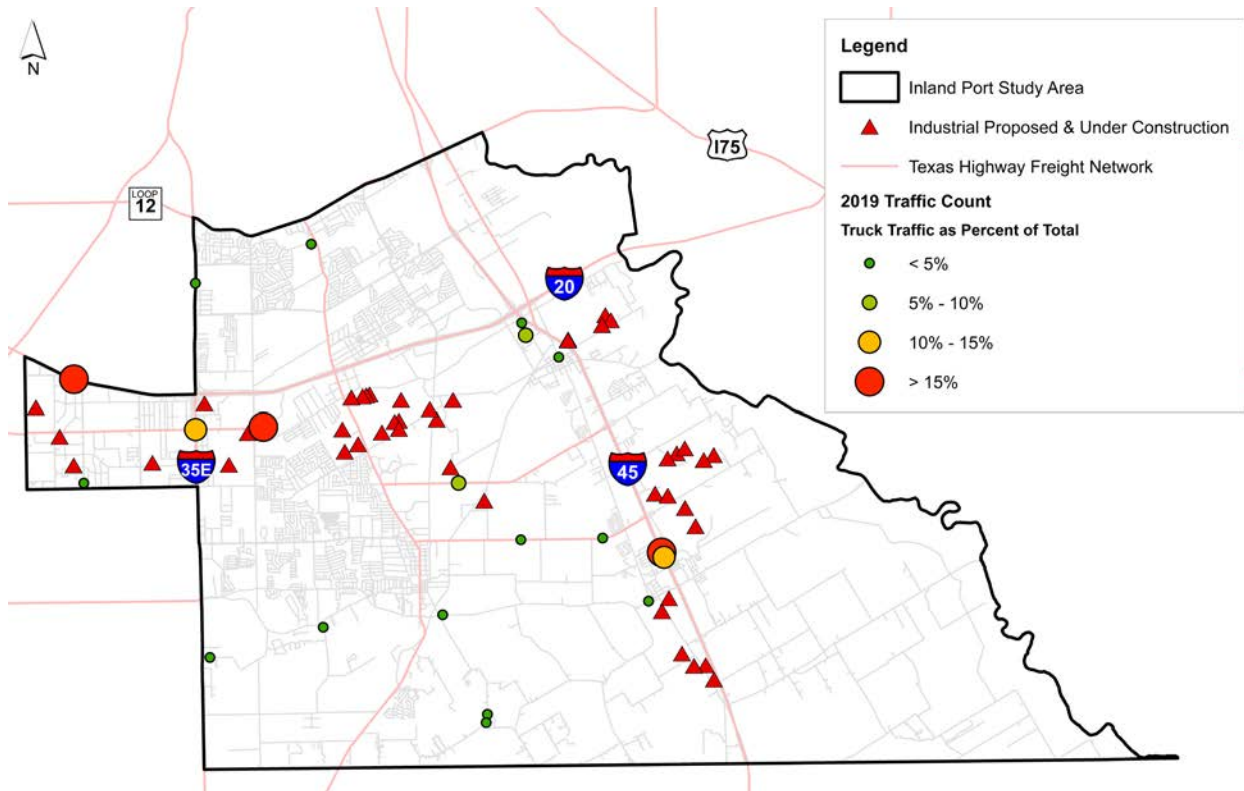 N
LOOP
12
I75
20
45
35E
Legend
Inland Port Study Area
Industrial Proposed & Under Construction
Texas Highway Freight Network
2019 Traffic Count
Truck Traffic as Percent of Total
< 5%
5% - 10%
10% - 15%
> 15%